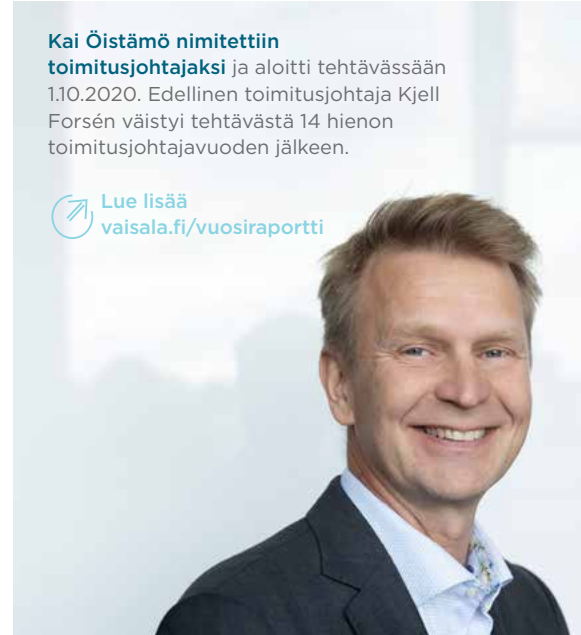 Kai Öistämö nimitettiin
toimitusjohtajaksi ja aloitti tehtävässään
1.10.2020. Edellinen toimitusjohtaja Kjell
Forsén väistyi tehtävästä 14 hienon
toimitusjohtajavuoden jälkeen.
Lue lisää
vaisala.fi/vuosiraportti